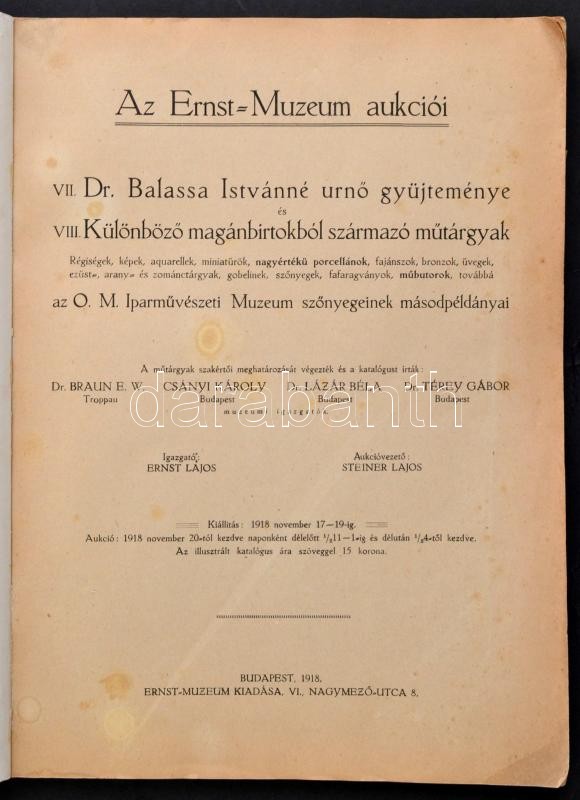 Az Ernst=Muzeum aukciói
VII. Dr. Balassa Istvánné urnő gyüjteménye
és
VIII. Különböző magánbirtokból származó műtárgyak
Régiségek, képek, aquarellek, miniatürök, nagyértékü porcellánok, fajánszok, bronzok, üvegek,
ezüst=, arany= és zománctárgyak, gobelinek, szőnyegek, fafaragványok, műbutorok, továbbá
az O. M. Iparművészeti Muzeum szőnyegeinek másodpéldányai
A műtárgyak szakértői meghatározását végezték és a katalógust irták:
Dr. BRAUN E. W. CSÁNYI KÁROLY Dr. LÁZÁR BÉLA Dr. TÉREY GÁBOR
Troppau Budapest Budapest Budapest
muzeumi igazgatók.
darabanth
Igazgató: Aukcióvezető:
ERNST LAJOS STEINER LAJOS
Kiállitás: 1918 november 17—19-ig.
Aukció: 1918 november 20=tól kezdve naponként délelőtt 1/211—1=ig és délután 1/24=től kezdve.
Az illusztrált katalógus ára szöveggel 15 korona.
BUDAPEST, 1918.
ERNST=MUZEUM KIADÁSA, VI., NAGYMEZŐ=UTCA 8.